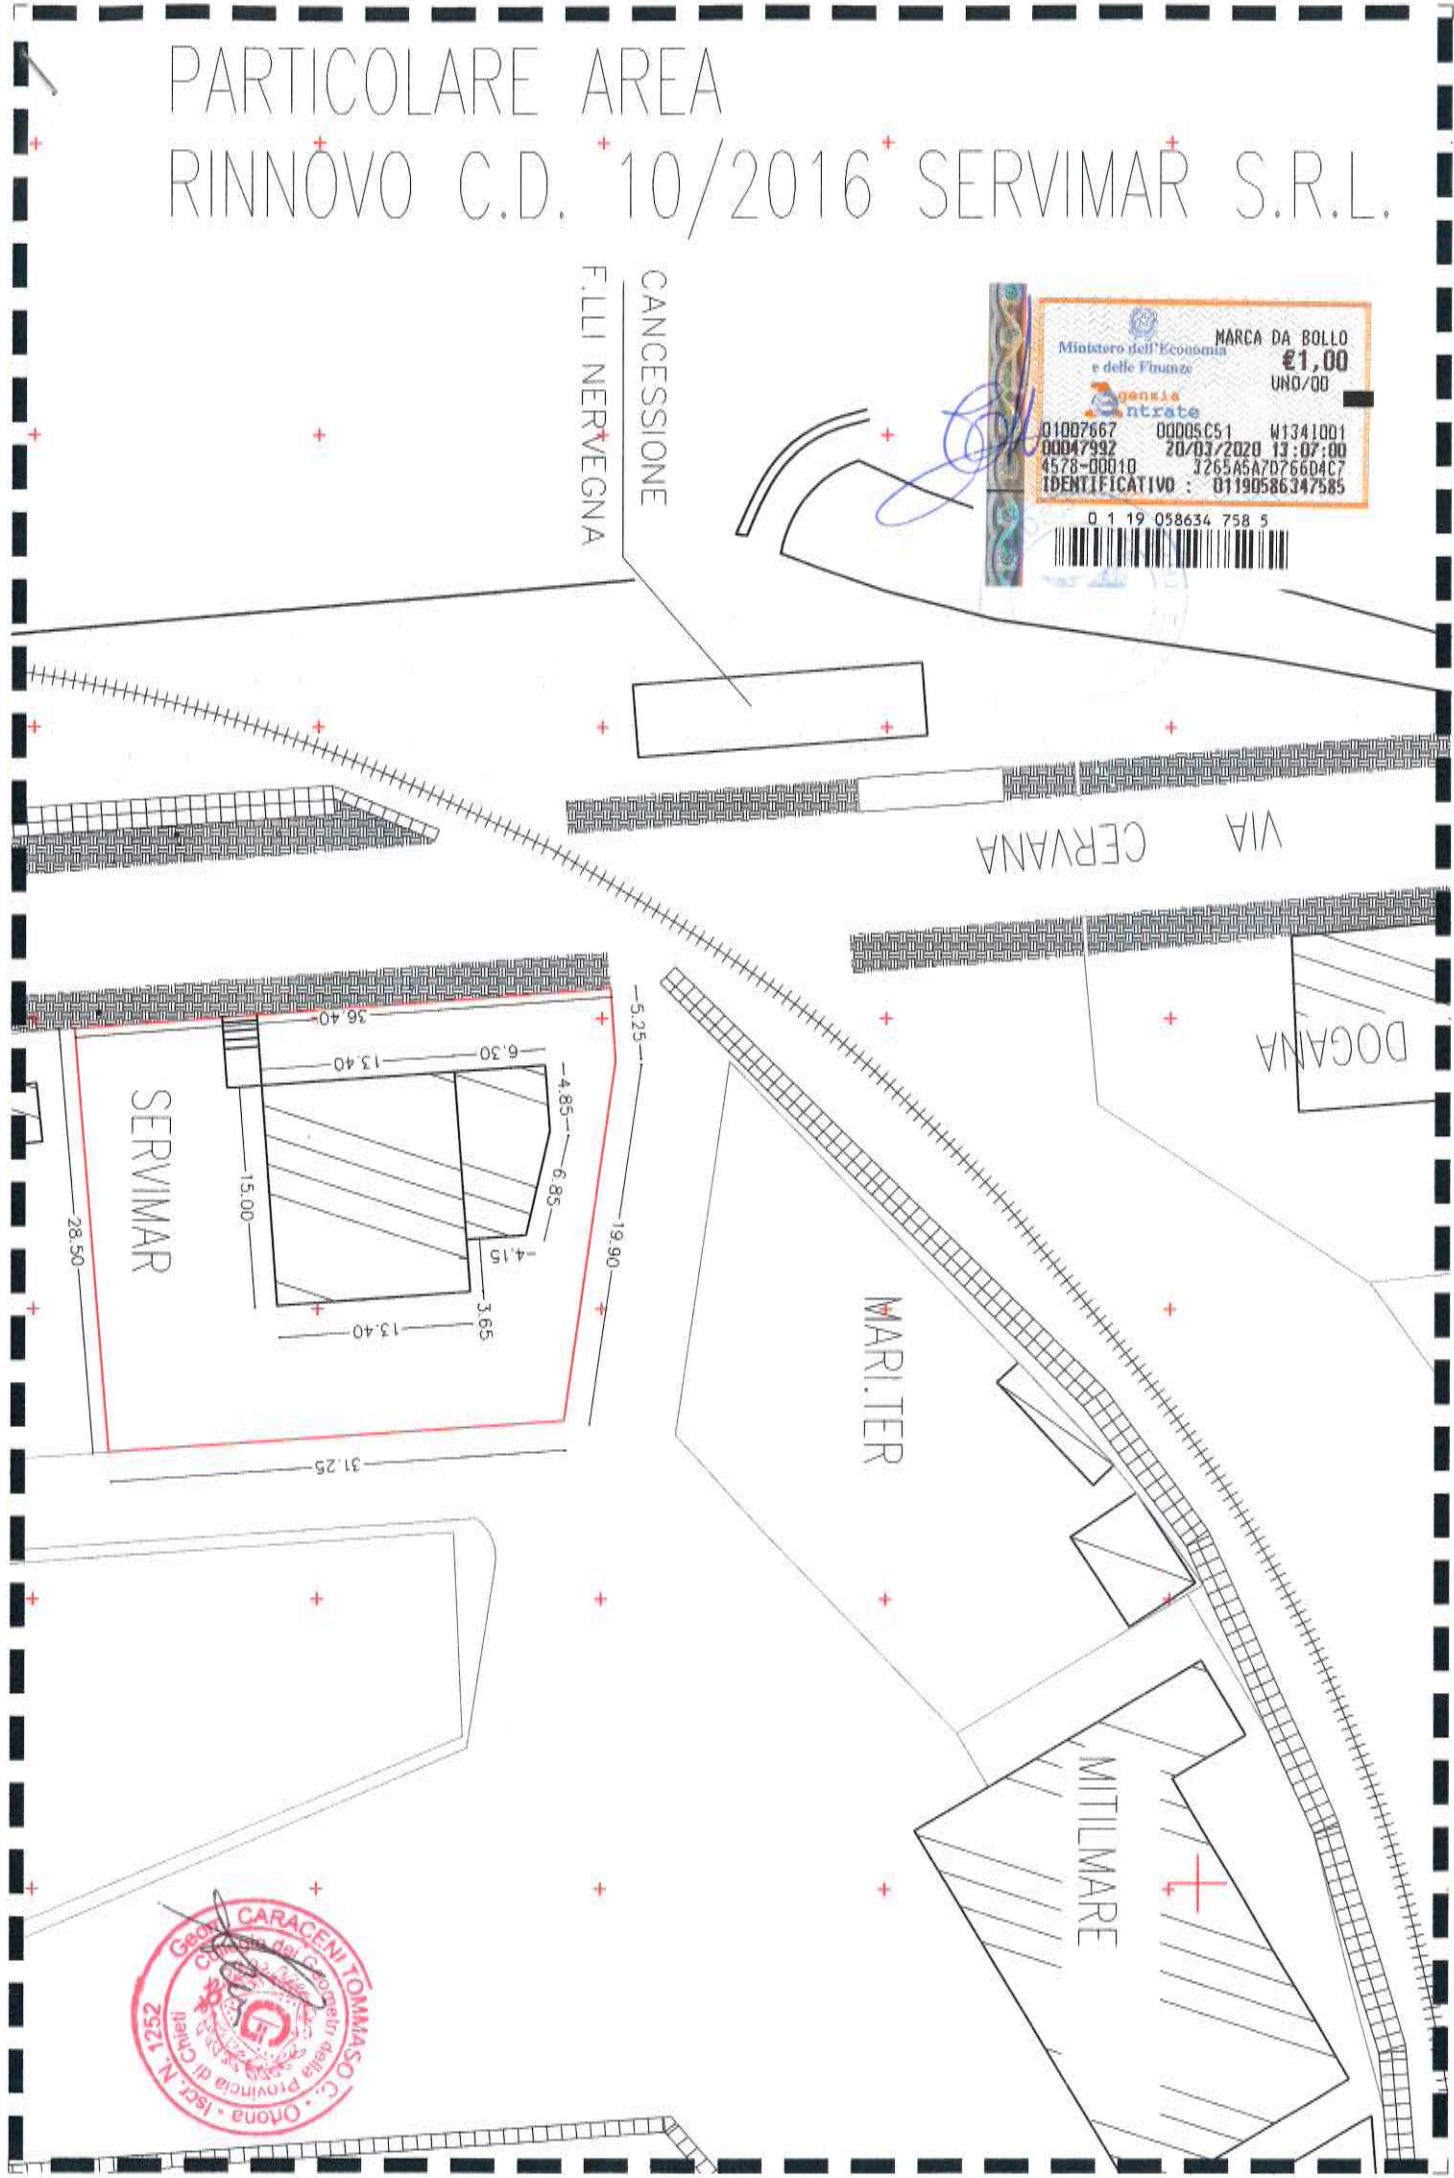 PARTICOLARE AREA
RINNOVO C.D. 10/2016 SERVIMAR S.R.L.
CANCESSIONE
F.LLI NERVEGNA
Ministero dell'Economia
e delle Finanze
MARCA DA BOLLO
€1,00
UNO/00
Agenzia
Entrate
01007667 00005C51 W1341001
00047992 20/03/2020 13:07:00
4578-00010 3265A5A7D766D4C7
IDENTIFICATIVO : 01190586347585
0 1 19 058634 758 5
VIA CERVANA
DOGANA
SERVIMAR
36.40
5.25
13.40
6.30
4.85
6.85
4.15
19.90
15.00
3.65
13.40
28.50
31.25
MARI.TER
MITILMARE
Geom. CARACENI TOMMASO C. - Ortona - Iscr. N. 1252
Collegio dei Geometri della Provincia di Chieti